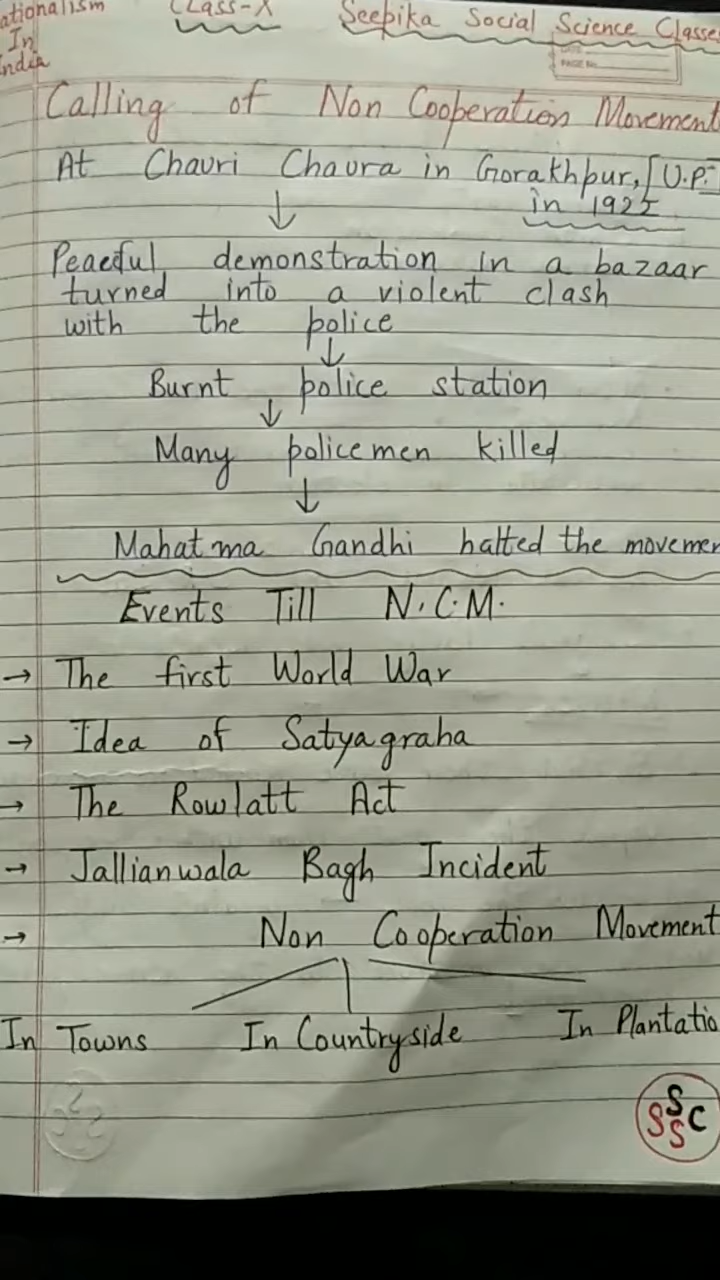 ationalism
In
India
CLASS-X
Seepika Social Science Classe
PAGE No.
Calling of Non Cooperation Movement
At Chauri Chaura in Gorakhpur, [U.P.
in 1922
Peaceful demonstration in a bazaar
turned into a violent clash
with the police
↓
Burnt police station
↓
Many policemen killed
↓
Mahatma Gandhi halted the movemen
Events Till N.C.M.
→ The first World War
→ Idea of Satyagraha
→ The Rowlatt Act
→ Jallianwala Bagh Incident
→ Non Cooperation Movement
In Towns In Countryside In Plantatio
SSSC